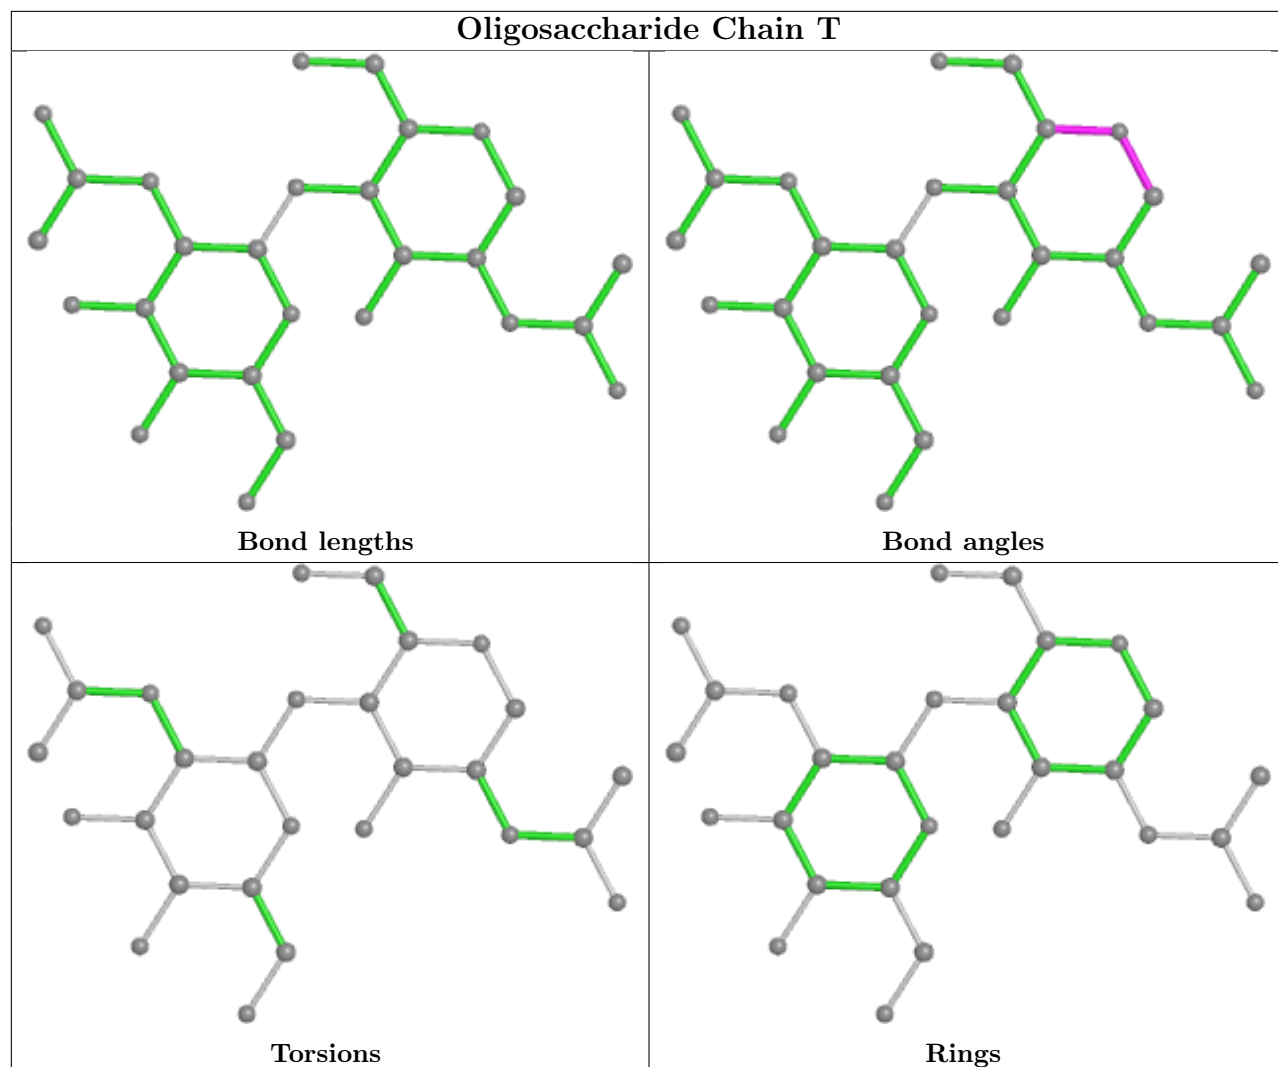 Oligosaccharide Chain T
Bond lengths
Bond angles
Torsions
Rings